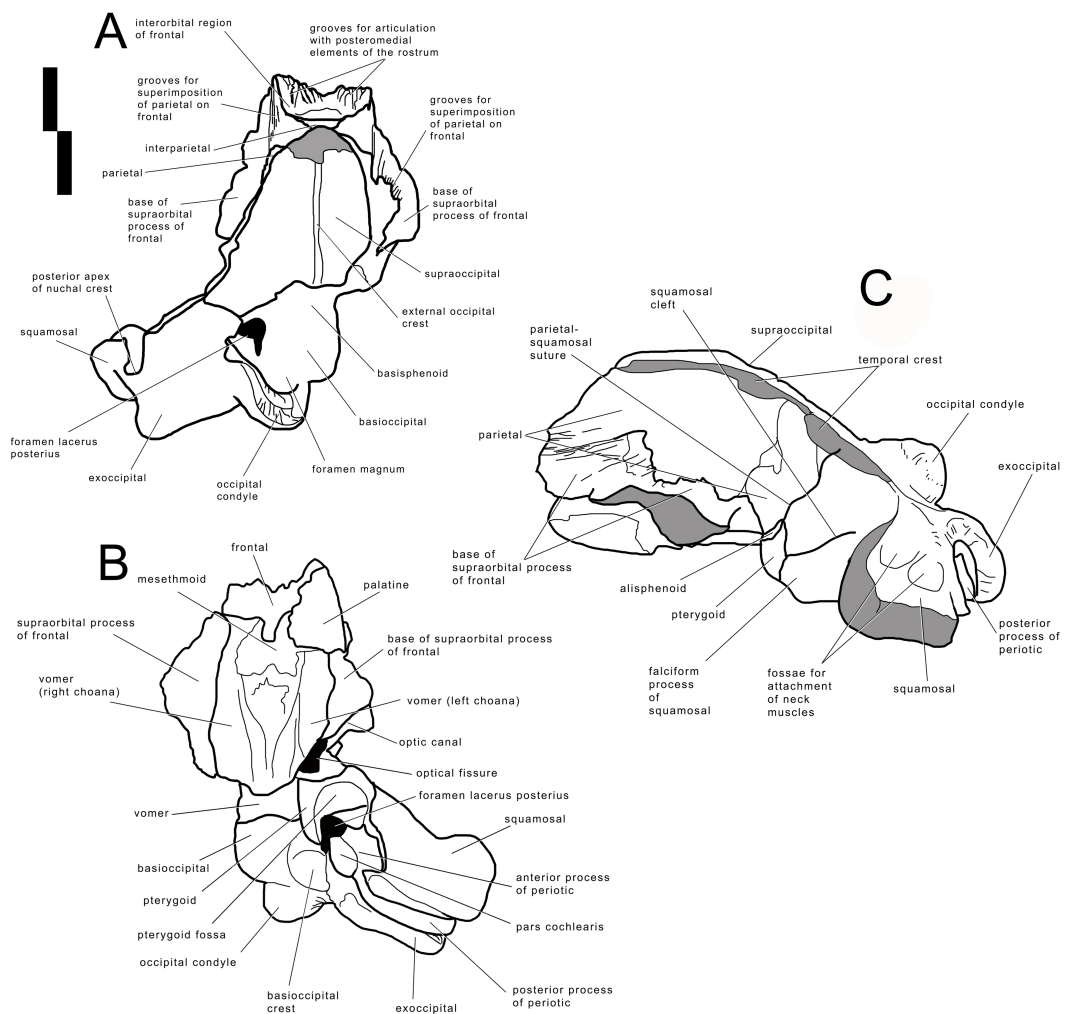 A
interorbital region
of frontal
grooves for articulation
with posteromedial
elements of the rostrum
grooves for
superimposition
of parietal on
frontal
grooves for
superimposition
of parietal on
frontal
interparietal
parietal
base of
supraorbital
process of
frontal
base of
supraorbital
process of frontal
posterior apex
of nuchal crest
supraoccipital
squamosal
external occipital
crest
basisphenoid
basioccipital
foramen lacerus
posterius
exoccipital
occipital
condyle
foramen magnum
C
squamosal
cleft
parietal-
squamosal
suture
supraoccipital
temporal crest
occipital condyle
parietal
exoccipital
base of
supraorbital process
of frontal
alisphenoid
pterygoid
falciform
process
of
squamosal
fossae for
attachment
of neck
muscles
squamosal
posterior
process of
periotic
B
frontal
mesethmoid
palatine
supraorbital process
of frontal
base of supraorbital process
of frontal
vomer
(right choana)
vomer (left choana)
optic canal
optical fissure
foramen lacerus posterius
vomer
squamosal
basioccipital
anterior process
of periotic
pterygoid
pars cochlearis
pterygoid fossa
occipital condyle
basioccipital
crest
exoccipital
posterior process
of periotic